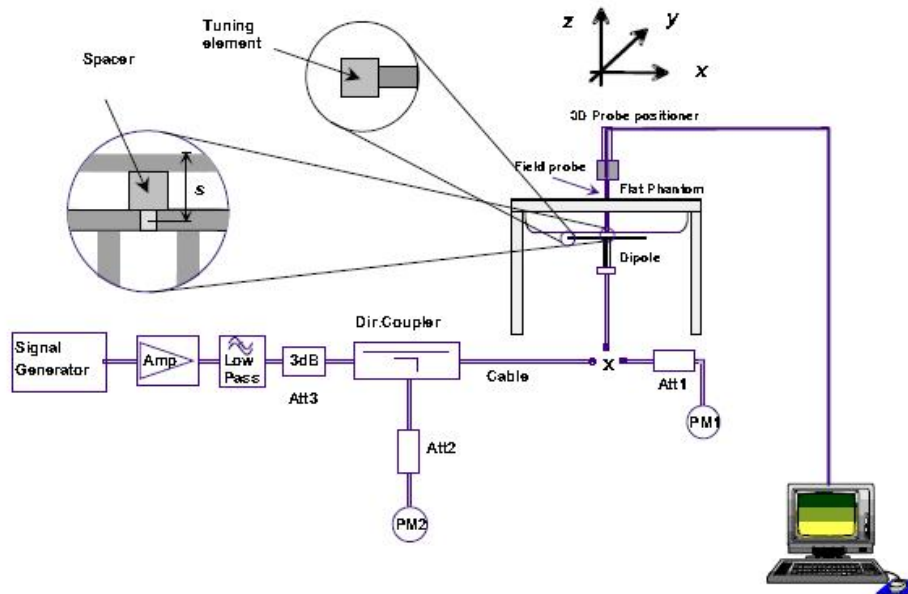 Tuning
element
Spacer
s
z
y
x
3D Probe positioner
Field probe
Flat Phantom
Dipole
Dir.Coupler
Signal
Generator
Amp
Low
Pass
3dB
Att3
Cable
x
Att1
PM1
Att2
PM2